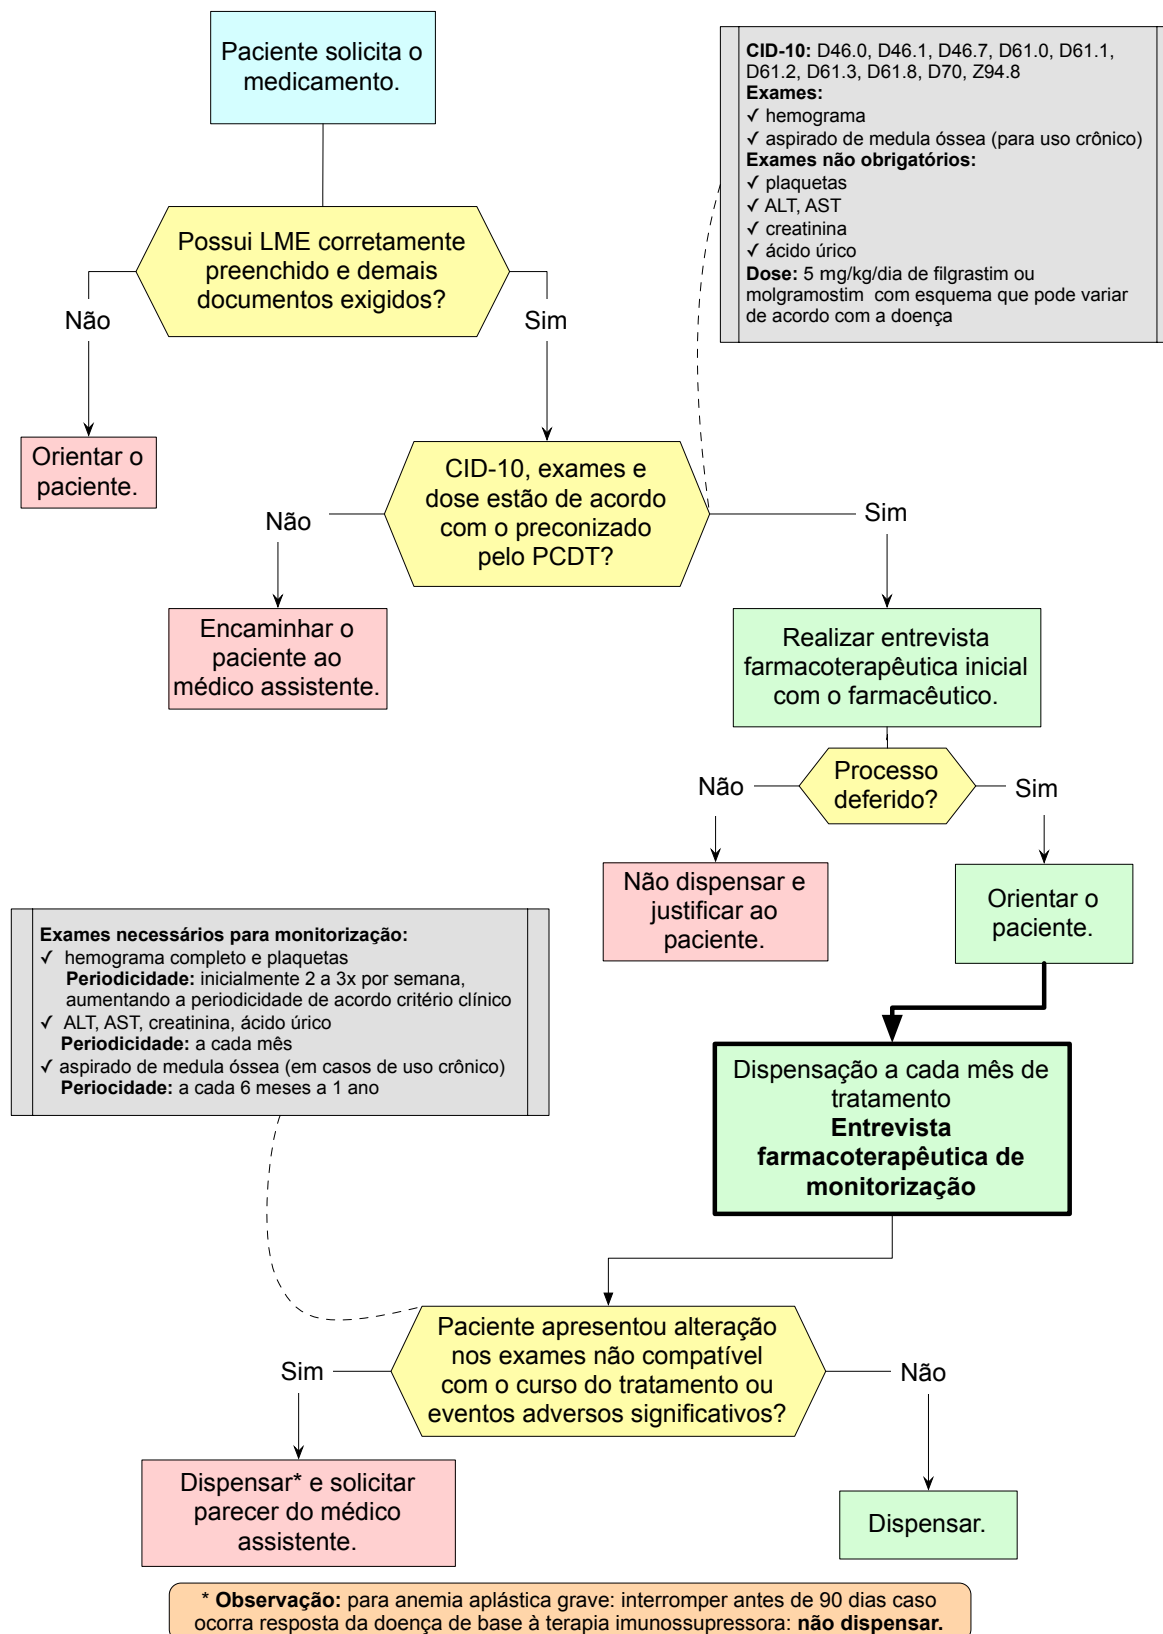 Paciente solicita o
medicamento.
CID-10: D46.0, D46.1, D46.7, D61.0, D61.1,
D61.2, D61.3, D61.8, D70, Z94.8
Exames:
✓ hemograma
✓ aspirado de medula óssea (para uso crônico)
Exames não obrigatórios:
✓ plaquetas
✓ ALT, AST
✓ creatinina
✓ ácido úrico
Dose: 5 mg/kg/dia de filgrastim ou
molgramostim com esquema que pode variar
de acordo com a doença
Possui LME corretamente
preenchido e demais
documentos exigidos?
Não
Sim
Orientar o
paciente.
CID-10, exames e
dose estão de acordo
com o preconizado
pelo PCDT?
Não
Sim
Encaminhar o
paciente ao
médico assistente.
Realizar entrevista
farmacoterapêutica inicial
com o farmacêutico.
Processo
deferido?
Não
Sim
Não dispensar e
justificar ao
paciente.
Orientar o
paciente.
Exames necessários para monitorização:
✓ hemograma completo e plaquetas
Periodicidade: inicialmente 2 a 3x por semana,
aumentando a periodicidade de acordo critério clínico
✓ ALT, AST, creatinina, ácido úrico
Periodicidade: a cada mês
✓ aspirado de medula óssea (em casos de uso crônico)
Periocidade: a cada 6 meses a 1 ano
Dispensação a cada mês de
tratamento
Entrevista
farmacoterapêutica de
monitorização
Paciente apresentou alteração
nos exames não compatível
com o curso do tratamento ou
eventos adversos significativos?
Sim
Não
Dispensar* e solicitar
parecer do médico
assistente.
Dispensar.
* Observação: para anemia aplástica grave: interromper antes de 90 dias caso
ocorra resposta da doença de base à terapia imunossupressora: não dispensar.